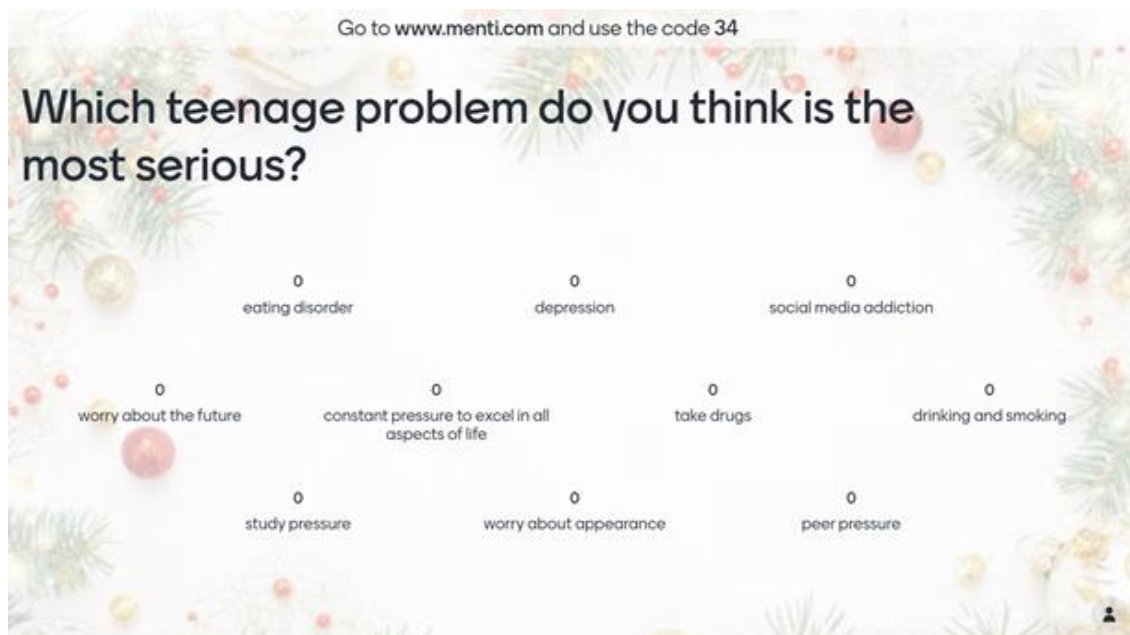 Go to www.menti.com and use the code 34
Which teenage problem do you think is the
most serious?
0
eating disorder
0
depression
0
social media addiction
0
worry about the future
0
constant pressure to excel in all
aspects of life
0
take drugs
0
drinking and smoking
0
study pressure
0
worry about appearance
0
peer pressure